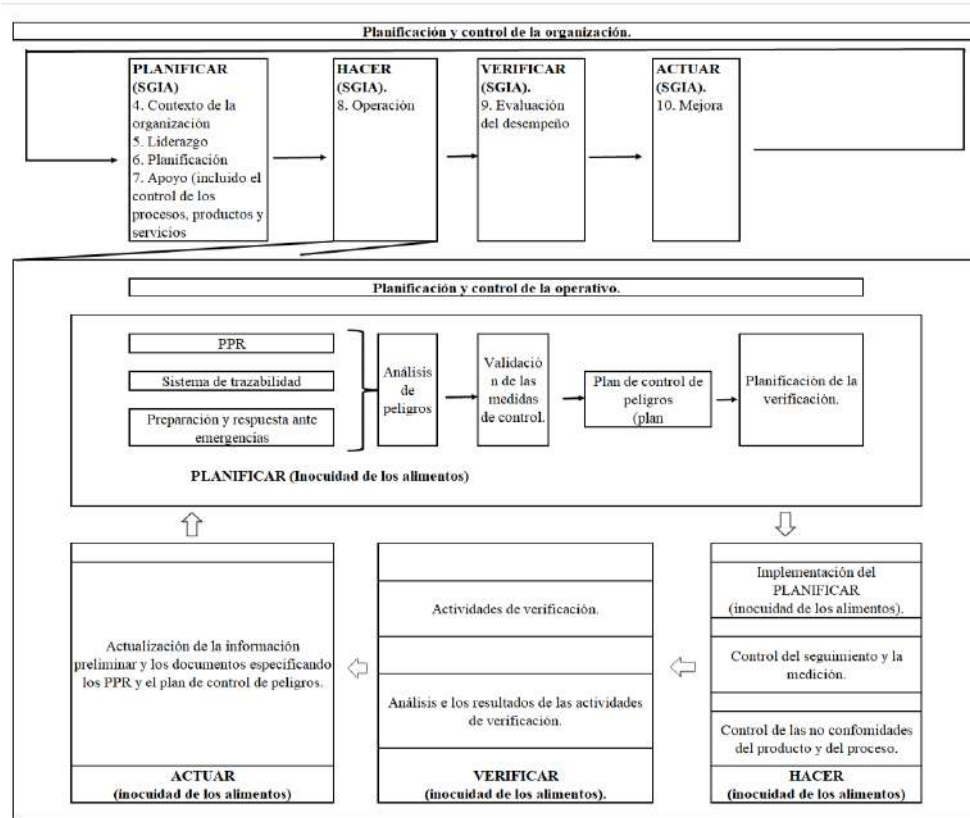 Planificación y control de la organización.
PLANIFICAR
(SGIA)
4. Contexto de la
organización
5. Liderazgo
6. Planificación
7. Apoyo (incluido el
control de los
procesos, productos y
servicios
HACER
(SGIA).
8. Operación
VERIFICAR
(SGIA).
9. Evaluación
del desempeño
ACTUAR
(SGIA).
10. Mejora
Planificación y control de la operativo.
PPR
Sistema de trazabilidad
Preparación y respuesta ante
emergencias
Análisis
de
peligros
Validació
n de las
medidas
de control.
Plan de control de
peligros
(plan
Planificación de la
verificación.
PLANIFICAR (Inocuidad de los alimentos)
Actualización de la información
preliminar y los documentos especificando
los PPR y el plan de control de peligros.
ACTUAR
(inocuidad de los alimentos)
Actividades de verificación.
Análisis e los resultados de las actividades
de verificación.
VERIFICAR
(inocuidad de los alimentos).
Implementación del
PLANIFICAR
(inocuidad de los alimentos).
Control del seguimiento y la
medición.
Control de las no confomidades
del producto y del proceso.
HACER
(inocuidad de los alimentos)